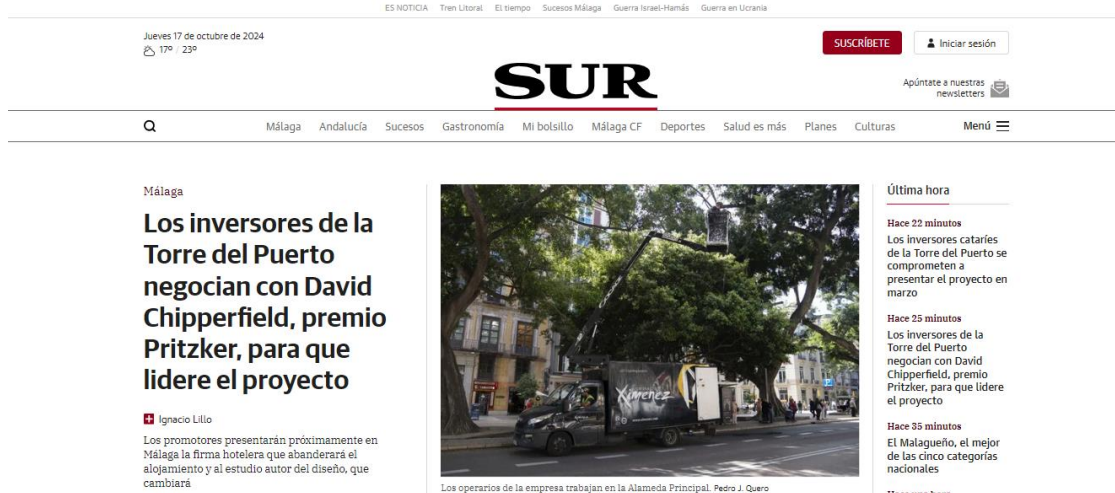 ES NOTICIA Tren Litoral El tiempo Sucesos Málaga Guerra Israel-Hamás Guerra en Ucrania
Jueves 17 de octubre de 2024
17º / 23º
SUSCRÍBETE
Iniciar sesión
SUR
Apúntate a nuestras
newsletters
Málaga Andalucía Sucesos Gastronomía Mi bolsillo Málaga CF Deportes Salud es más Planes Culturas
Menú
Málaga
Los inversores de la
Torre del Puerto
negocian con David
Chipperfield, premio
Pritzker, para que
lidere el proyecto
Ignacio Lillo
Los promotores presentarán próximamente en
Málaga la firma hotelera que abanderará el
alojamiento y al estudio autor del diseño, que
cambiará
Ximenez
Los operarios de la empresa trabajan en la Alameda Principal. Pedro J. Quero
Última hora
Hace 22 minutos
Los inversores cataríes
de la Torre del Puerto se
comprometen a
presentar el proyecto en
marzo
Hace 25 minutos
Los inversores de la
Torre del Puerto
negocian con David
Chipperfield, premio
Pritzker, para que lidere
el proyecto
Hace 35 minutos
El Malagueño, el mejor
de las cinco categorías
nacionales